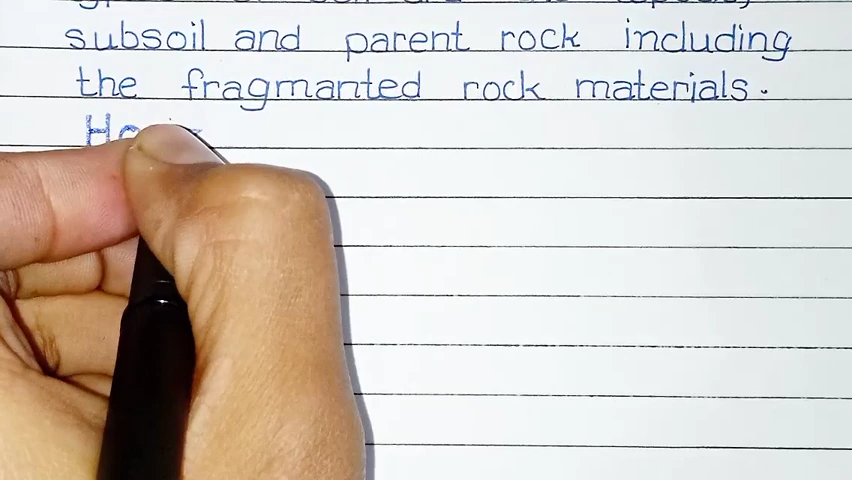 subsoil and parent rock including
the fragmanted rock materials.